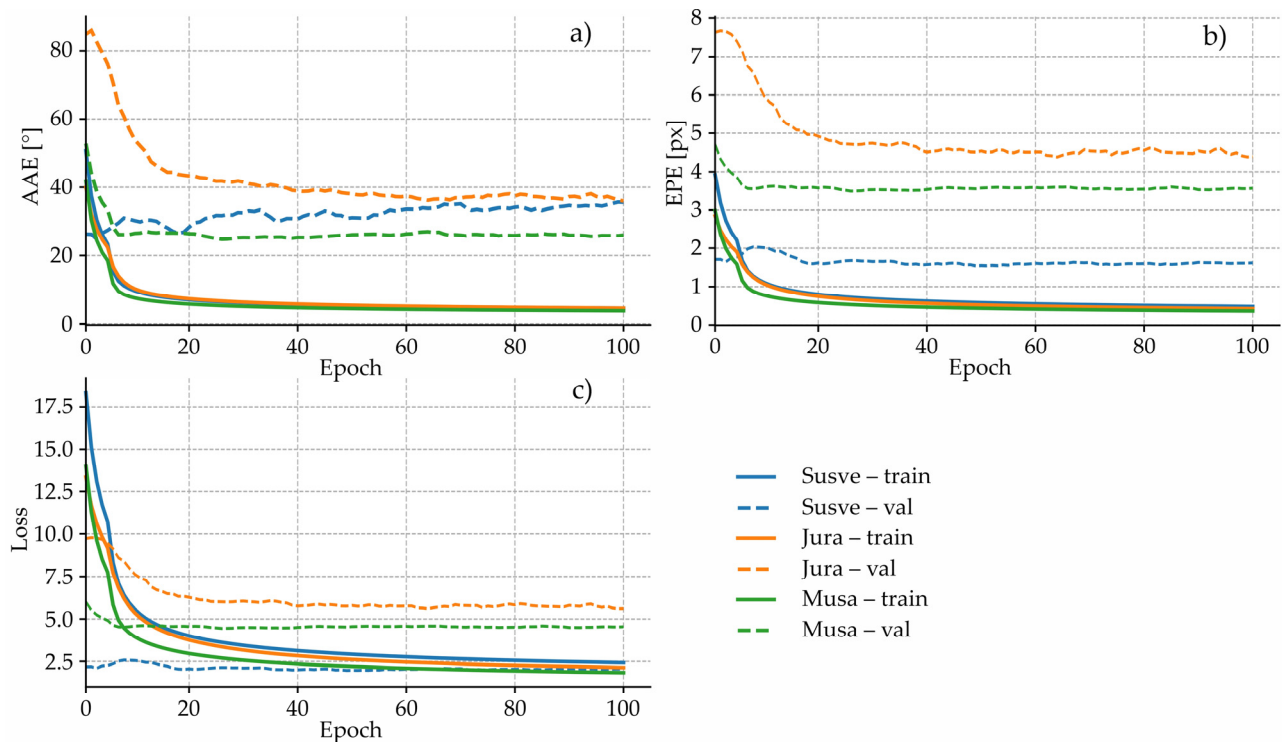 a)
AAE [°]
80
60
40
20
0
0 20 40 60 80 100
Epoch
b)
EPE [px]
8
7
6
5
4
3
2
1
0
0 20 40 60 80 100
Epoch
c)
Loss
17.5
15.0
12.5
10.0
7.5
5.0
2.5
0 20 40 60 80 100
Epoch
Susve – train
Susve – val
Jura – train
Jura – val
Musa – train
Musa – val